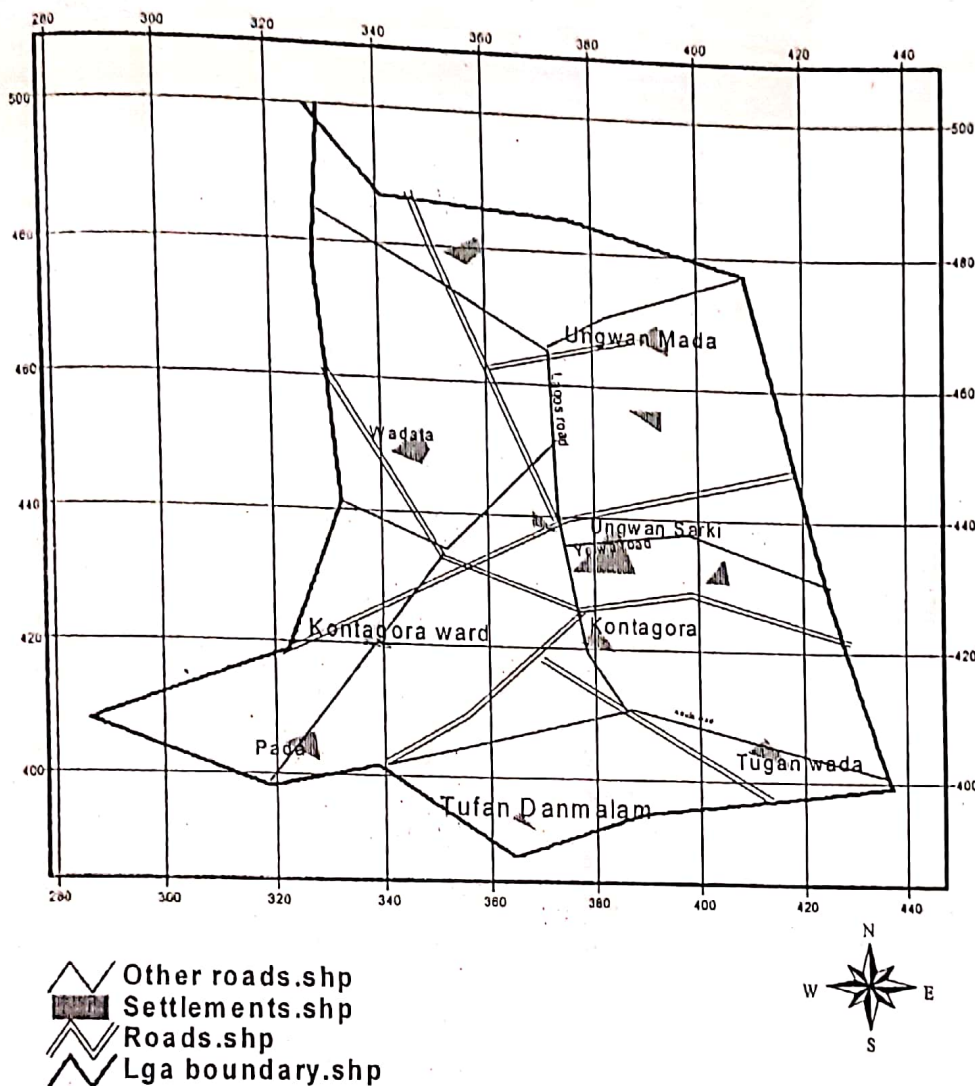 280 300 320 340 360 380 400 420 440
500 500
480 480
Ungwan Mada
460 460
Lagos road
Wadata
440 440
Ungwan Sarki
Kontagora ward Kontagora
420 420
Pada Tugan wada
400 400
Tufan Danmalam
280 300 320 340 360 380 400 420 440
N
W E
S
Other roads.shp
Settlements.shp
Roads.shp
Lga boundary.shp